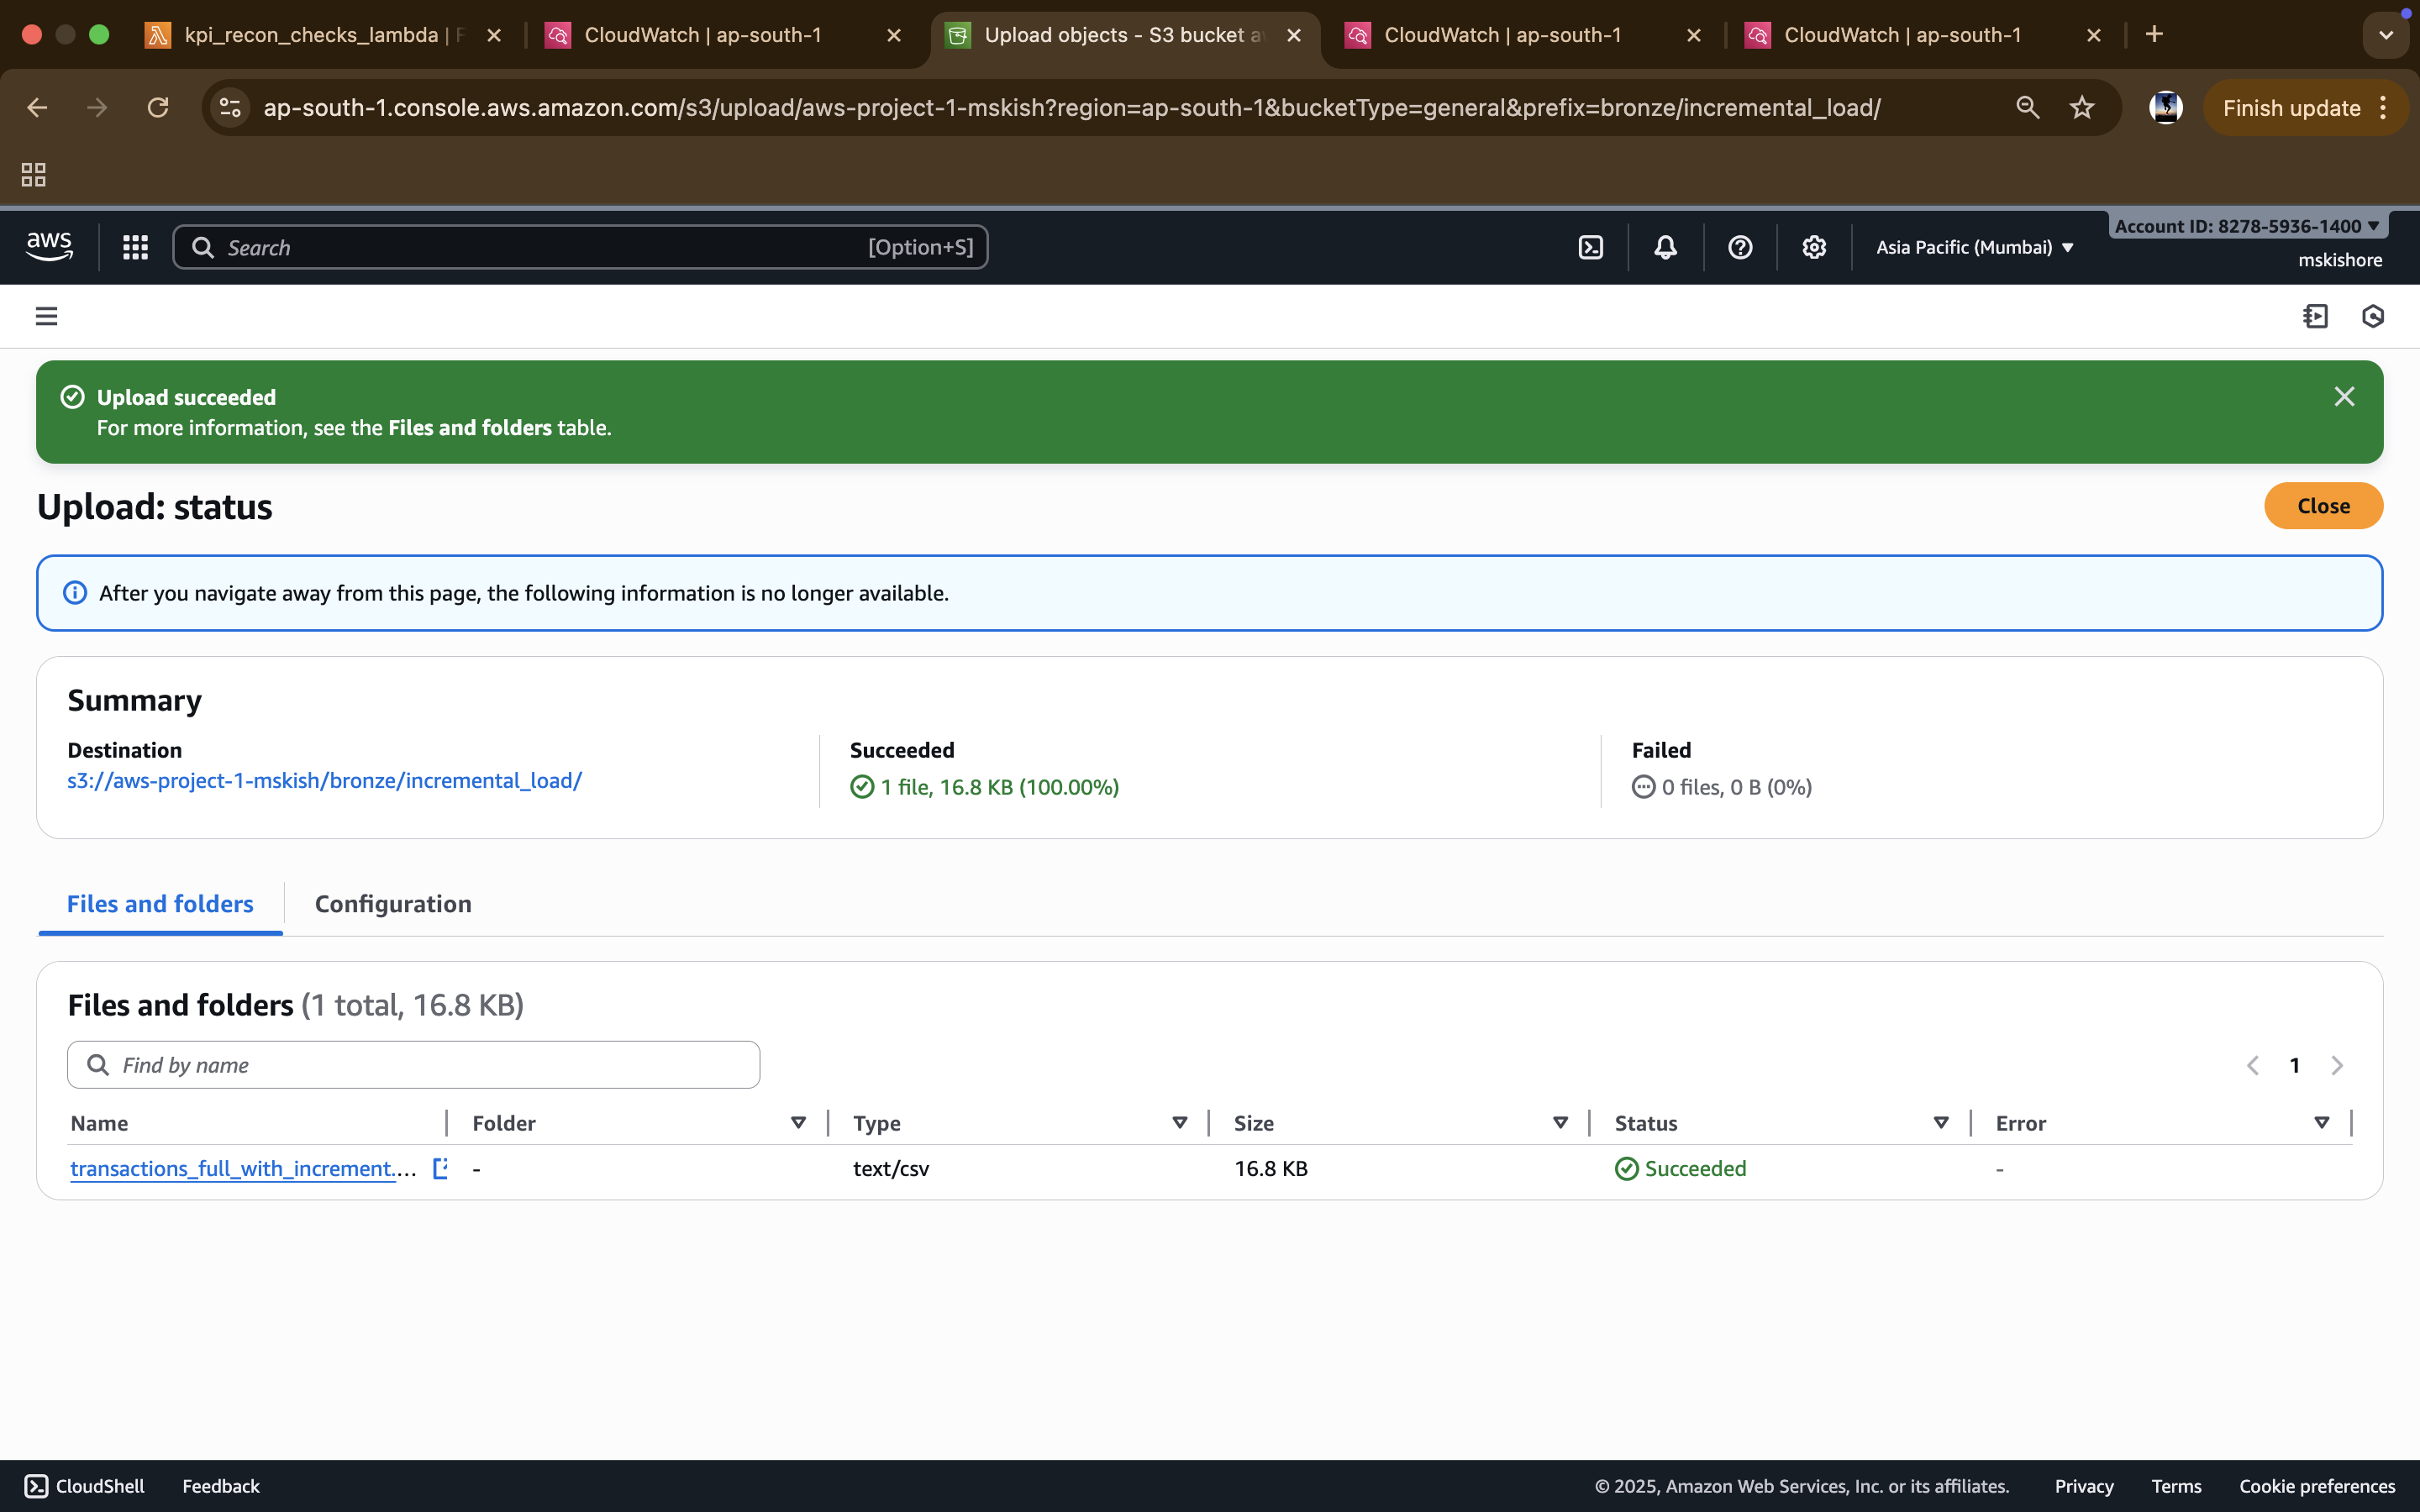 kpi_recon_checks_lambda | F
CloudWatch | ap-south-1
Upload objects - S3 bucket a
CloudWatch | ap-south-1
CloudWatch | ap-south-1
ap-south-1.console.aws.amazon.com/s3/upload/aws-project-1-mskish?region=ap-south-1&bucketType=general&prefix=bronze/incremental_load/
Finish update
aws
Search
[Option+S]
Asia Pacific (Mumbai)
Account ID: 8278-5936-1400
mskishore
Upload succeeded
For more information, see the Files and folders table.
Upload: status
Close
After you navigate away from this page, the following information is no longer available.
Summary
Destination
s3://aws-project-1-mskish/bronze/incremental_load/
Succeeded
1 file, 16.8 KB (100.00%)
Failed
0 files, 0 B (0%)
Files and folders
Configuration
Files and folders (1 total, 16.8 KB)
Find by name
1
Name Folder Type Size Status Error
transactions_full_with_increment.... - text/csv 16.8 KB Succeeded -
CloudShell
Feedback
© 2025, Amazon Web Services, Inc. or its affiliates.
Privacy
Terms
Cookie preferences